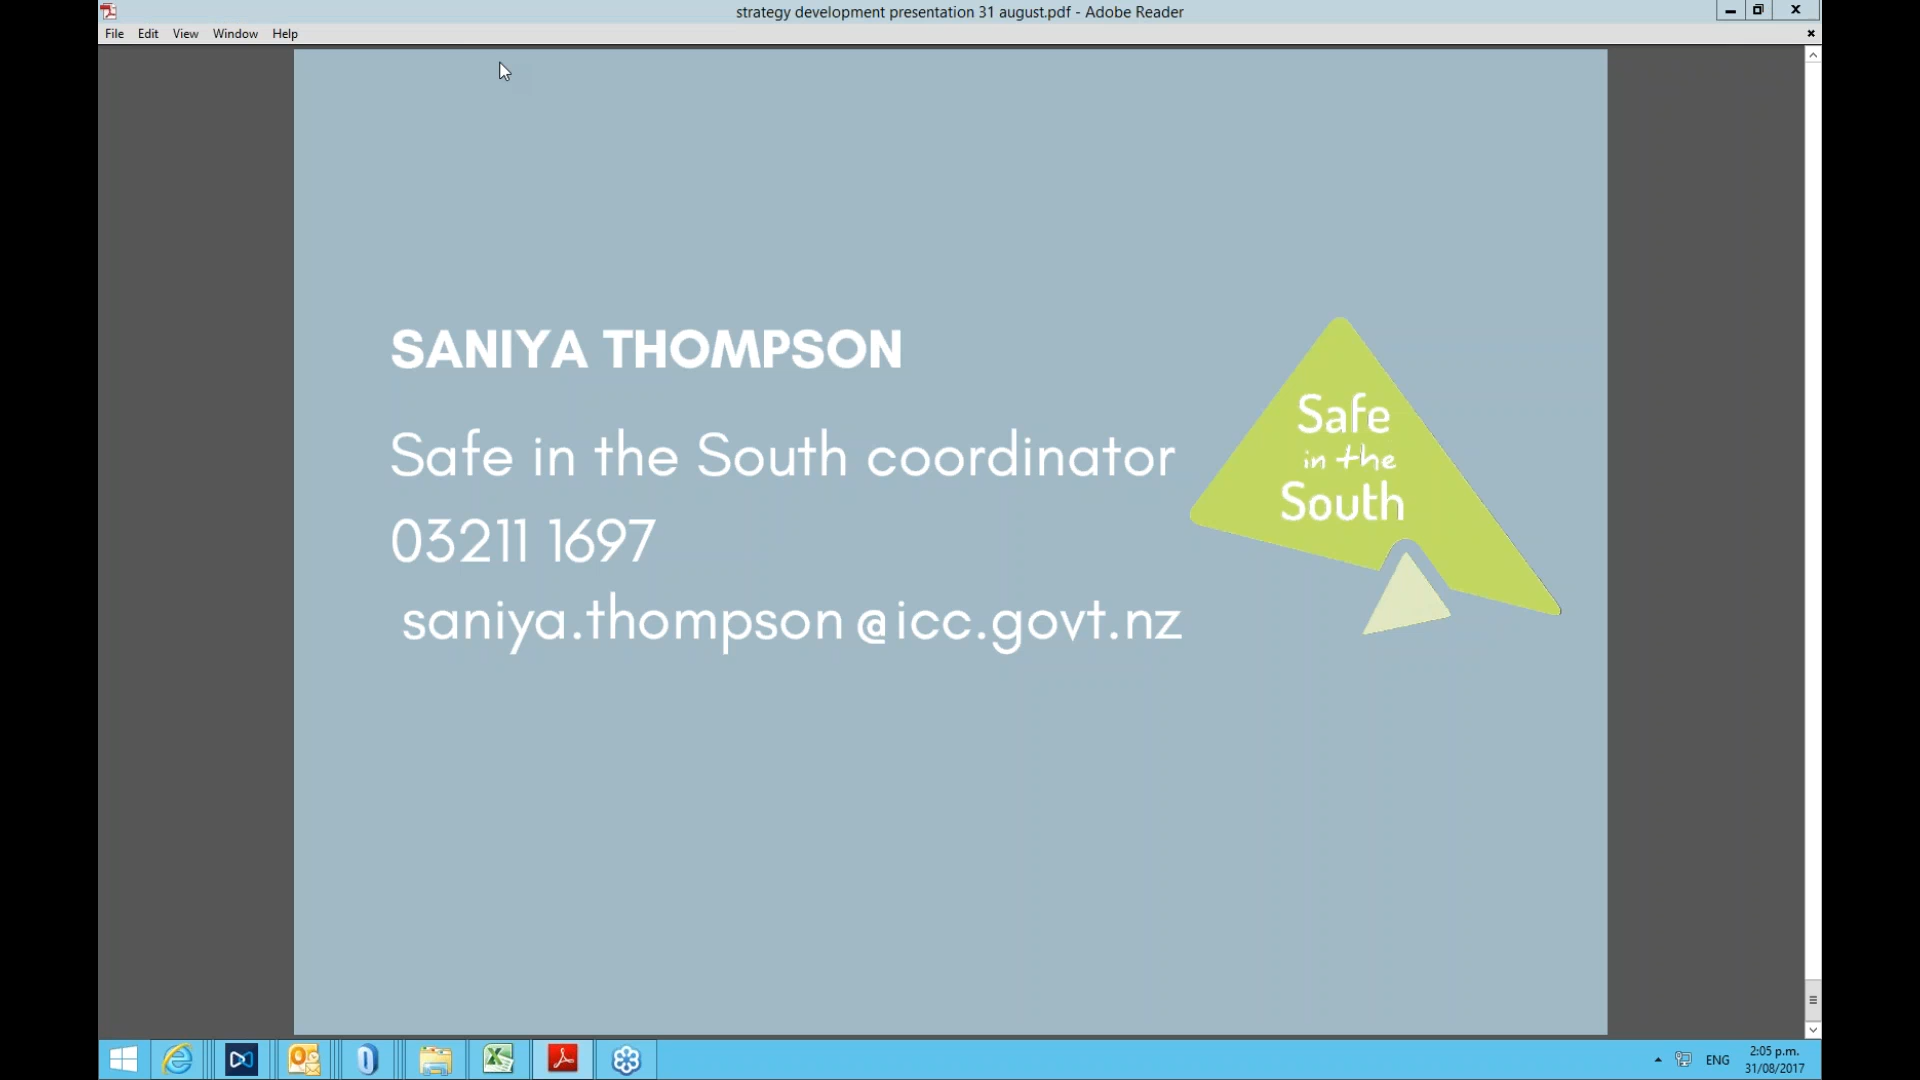 strategy development presentation 31 august.pdf - Adobe Reader
File Edit View Window Help
SANIYA THOMPSON
Safe in the South coordinator
03211 1697
saniya.thompson@icc.govt.nz
Safe
in the
South
ENG
2:05 p.m.
31/08/2017